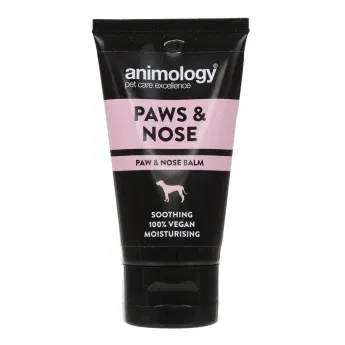 animology
pet care excellence
PAWS &
NOSE
PAW & NOSE BALM
SOOTHING
100% VEGAN
MOISTURISING